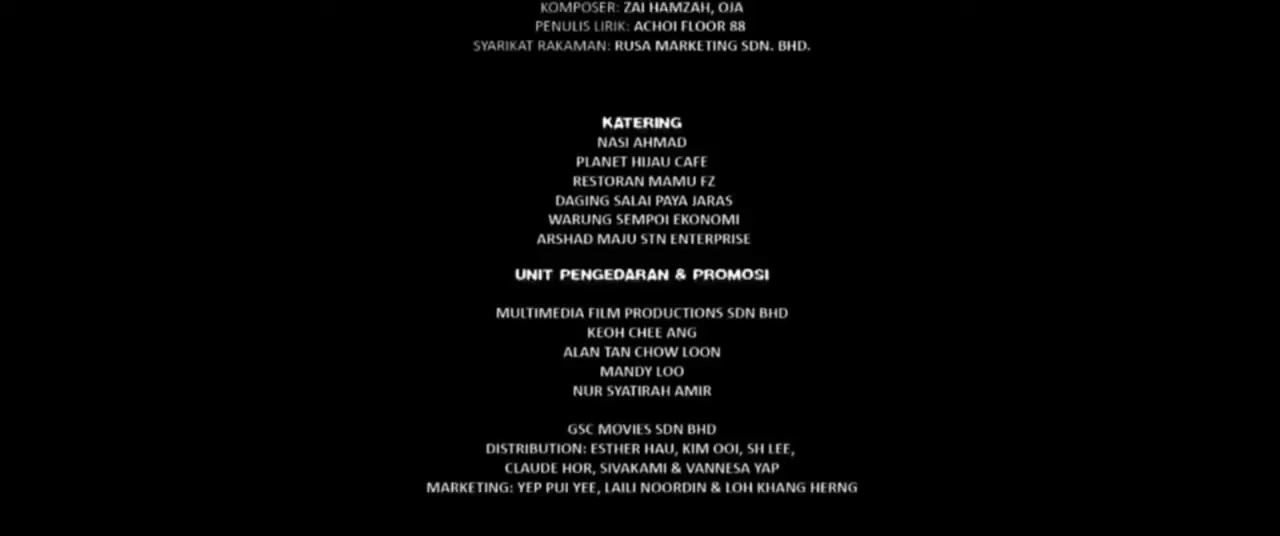 KOMPOSER: ZAI HAMZAH, OJA
PENULIS LIRIK: ACHOI FLOOR 88
SYARIKAT RAKAMAN: RUSA MARKETING SDN. BHD.
KATERING
NASI AHMAD
PLANET HIJAU CAFE
RESTORAN MAMU FZ
DAGING SALAI PAYA JARAS
WARUNG SEMPOI EKONOMI
ARSHAD MAJU STN ENTERPRISE
UNIT PENGEDARAN & PROMOSI
MULTIMEDIA FILM PRODUCTIONS SDN BHD
KEOH CHEE ANG
ALAN TAN CHOW LOON
MANDY LOO
NUR SYATIRAH AMIR
GSC MOVIES SDN BHD
DISTRIBUTION: ESTHER HAU, KIM OOI, SH LEE,
CLAUDE HOR, SIVAKAMI & VANNESA YAP
MARKETING: YEP PUI YEE, LAILI NOORDIN & LOH KHANG HERNG